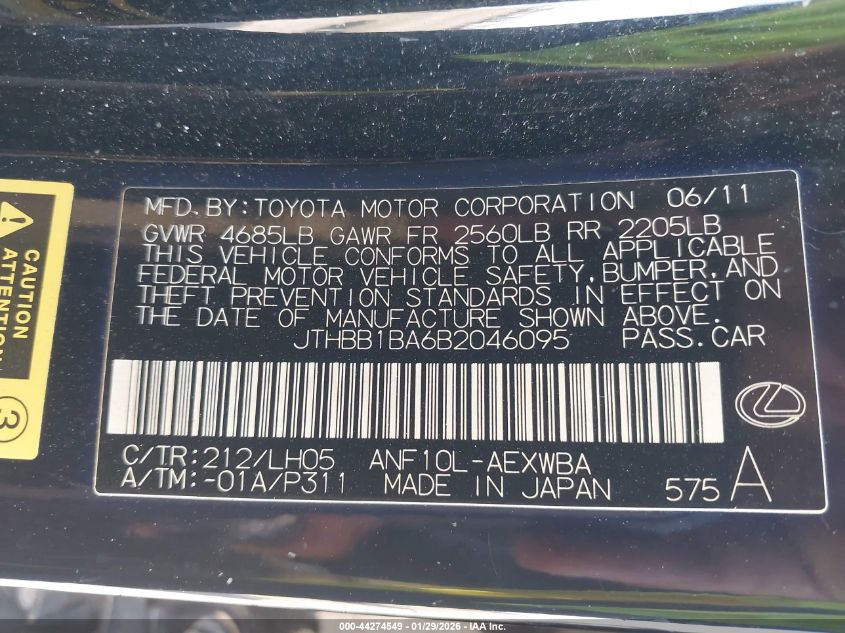 MFD.BY:TOYOTA MOTOR CORPORATION 06/11
GVWR 4685LB GAWR FR 2560LB RR 2205LB
THIS VEHICLE CONFORMS TO ALL APPLICABLE
FEDERAL MOTOR VEHICLE SAFETY,BUMPER,AND
THEFT PREVENTION STANDARDS IN EFFECT ON
THE DATE OF MANUFACTURE SHOWN ABOVE.
JTHBB1BA6B2046095 PASS.CAR
C/TR:212/LH05 ANF10L-AEXWBA
A/TM:-01A/P311 MADE IN JAPAN 575 A
CAUTION
ATTENTION
3
000-44274549 - 01/29/2026 - IAA Inc.